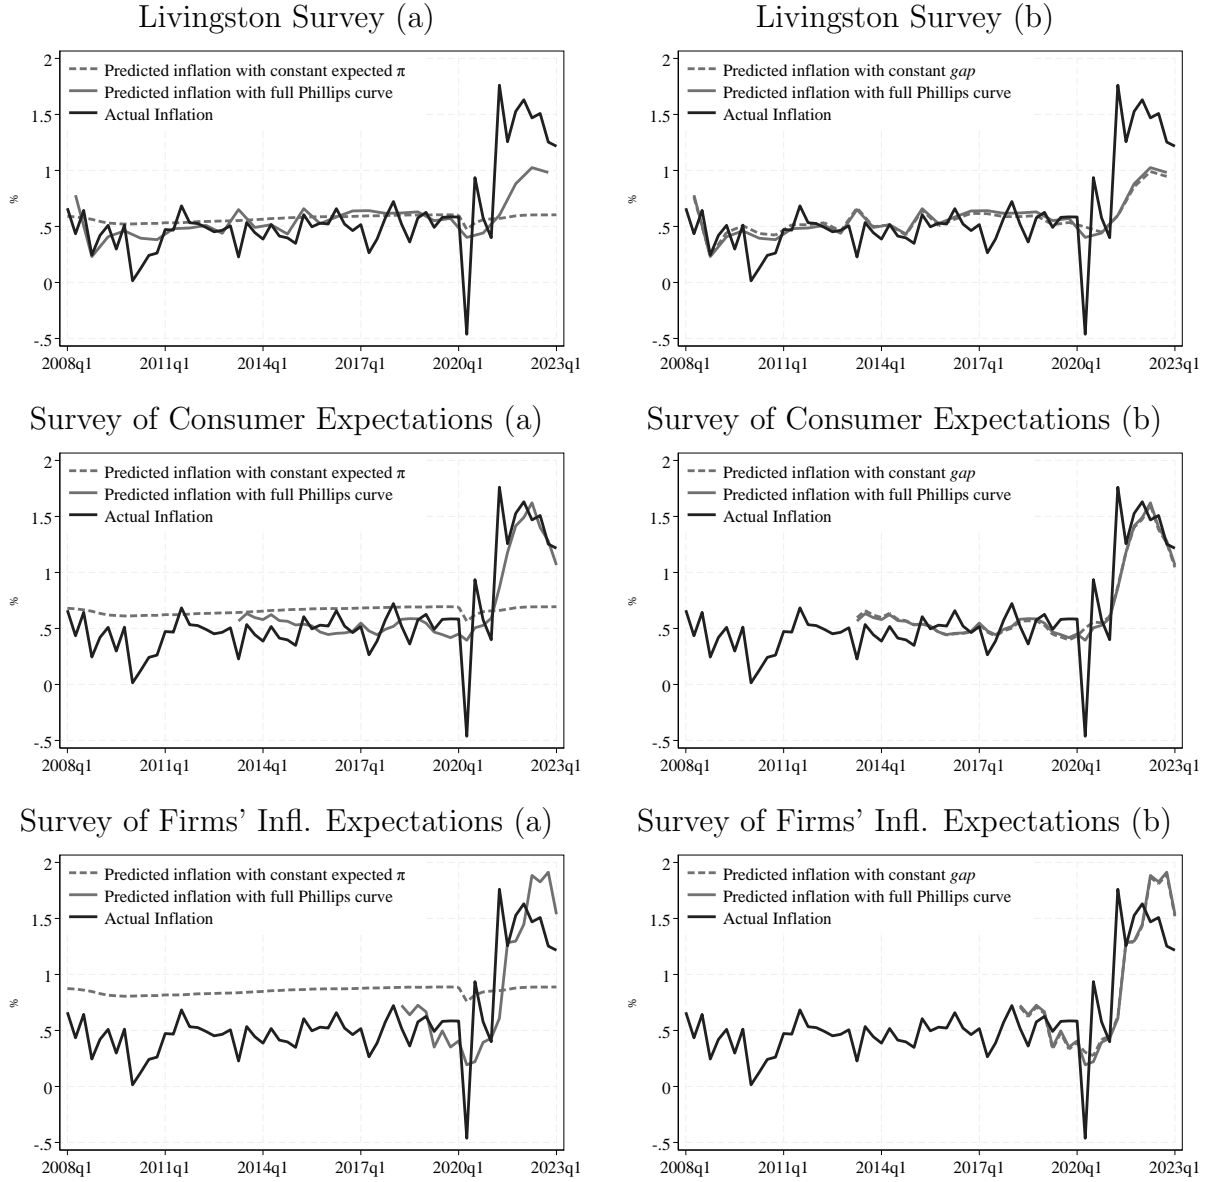 Livingston Survey (a)
2
1.5
1
.5
0
-.5
%
Predicted inflation with constant expected π
Predicted inflation with full Phillips curve
Actual Inflation
2008q1 2011q1 2014q1 2017q1 2020q1 2023q1
Livingston Survey (b)
2
1.5
1
.5
0
-.5
%
Predicted inflation with constant gap
Predicted inflation with full Phillips curve
Actual Inflation
2008q1 2011q1 2014q1 2017q1 2020q1 2023q1
Survey of Consumer Expectations (a)
2
1.5
1
.5
0
-.5
%
Predicted inflation with constant expected π
Predicted inflation with full Phillips curve
Actual Inflation
2008q1 2011q1 2014q1 2017q1 2020q1 2023q1
Survey of Consumer Expectations (b)
2
1.5
1
.5
0
-.5
%
Predicted inflation with constant gap
Predicted inflation with full Phillips curve
Actual Inflation
2008q1 2011q1 2014q1 2017q1 2020q1 2023q1
Survey of Firms' Infl. Expectations (a)
2
1.5
1
.5
0
-.5
%
Predicted inflation with constant expected π
Predicted inflation with full Phillips curve
Actual Inflation
2008q1 2011q1 2014q1 2017q1 2020q1 2023q1
Survey of Firms' Infl. Expectations (b)
2
1.5
1
.5
0
-.5
%
Predicted inflation with constant gap
Predicted inflation with full Phillips curve
Actual Inflation
2008q1 2011q1 2014q1 2017q1 2020q1 2023q1